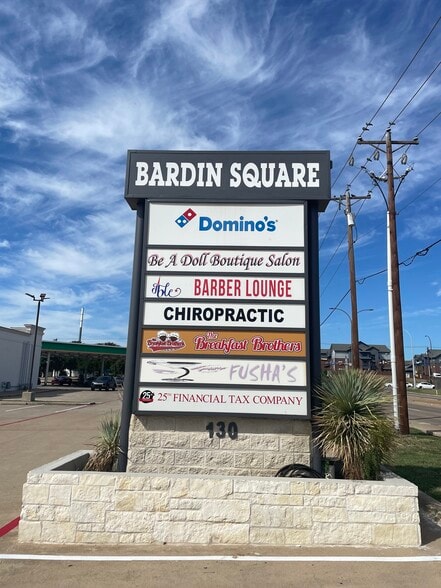 BARDIN SQUARE
Domino's
Be A Doll Boutique Salon
BARBER LOUNGE
CHIROPRACTIC
The Breakfast Brothers
FUSHA'S
25th FINANCIAL TAX COMPANY
130